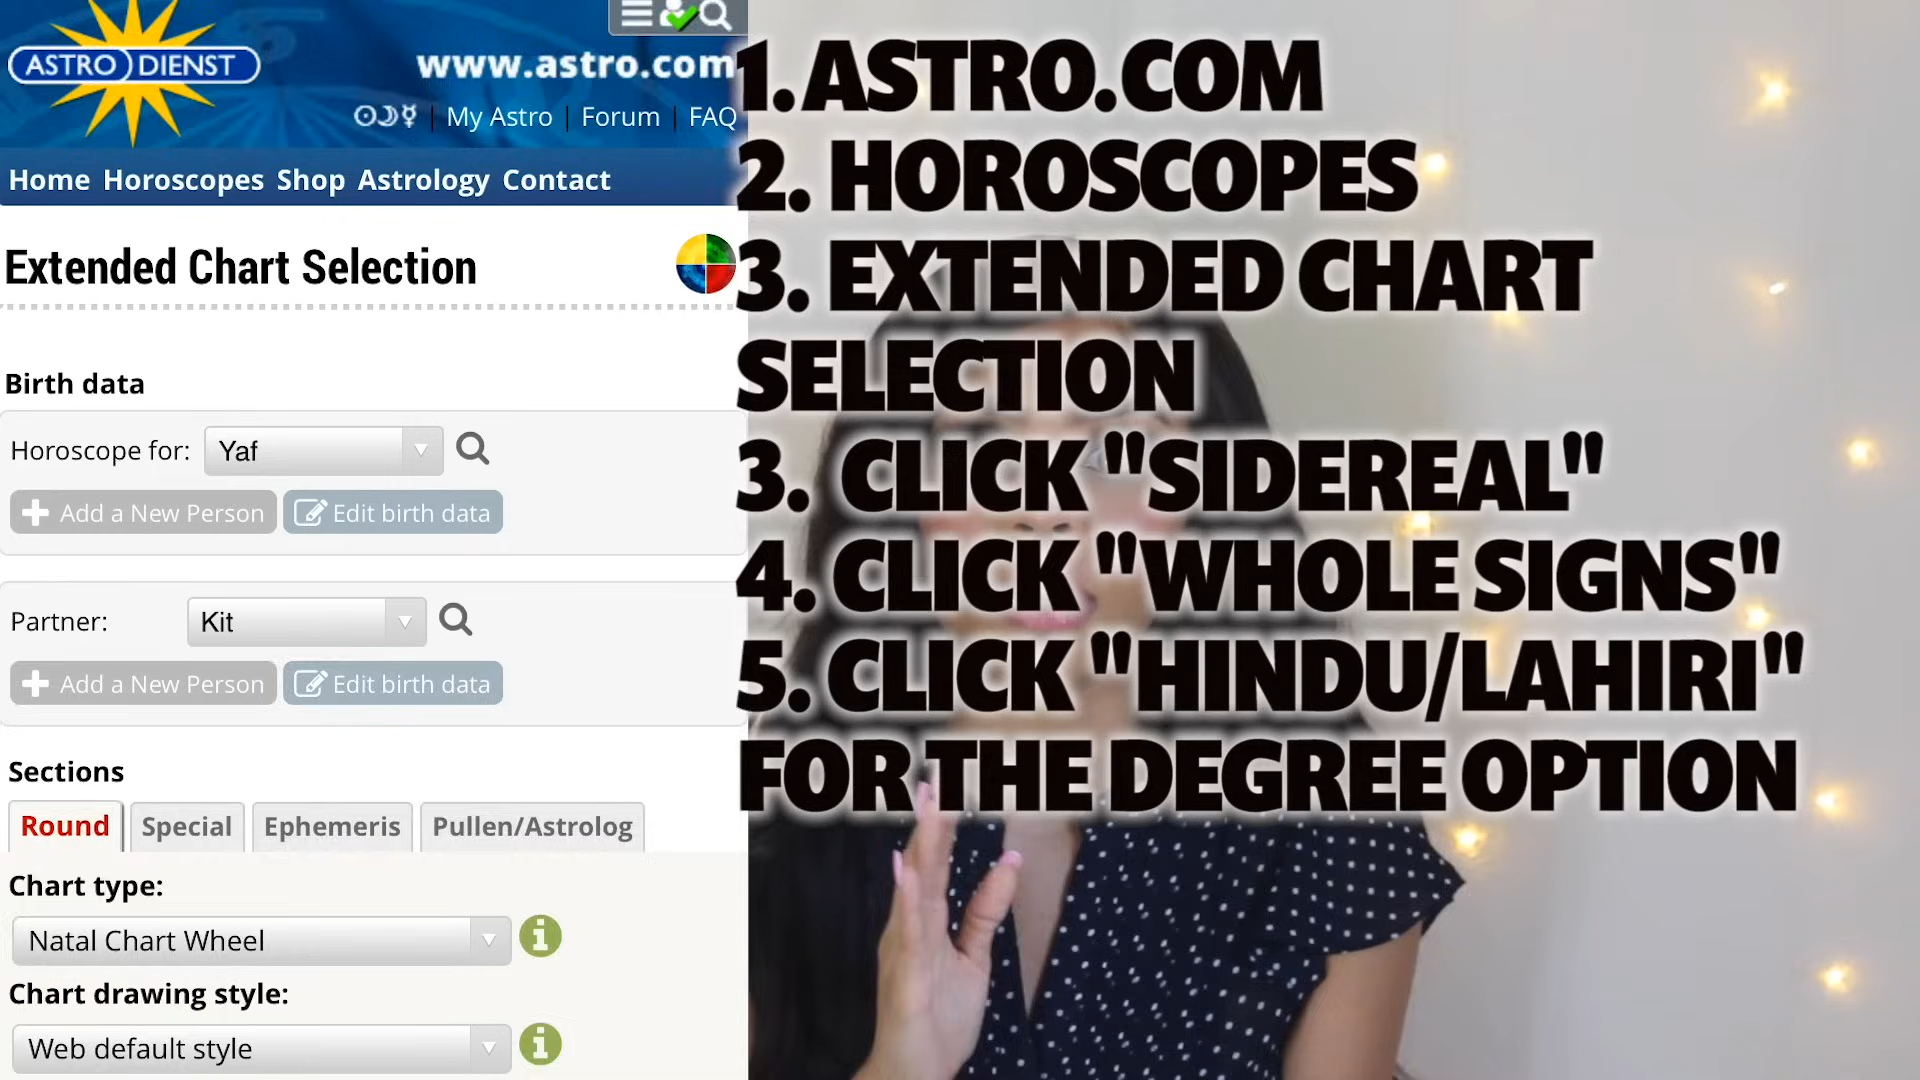 ASTRO DIENST
www.astro.com
My Astro | Forum | FAQ
Home Horoscopes Shop Astrology Contact
Extended Chart Selection
Birth data
Horoscope for: Yaf
Add a New Person Edit birth data
Partner: Kit
Add a New Person Edit birth data
Sections
Round Special Ephemeris Pullen/Astrolog
Chart type:
Natal Chart Wheel
Chart drawing style:
Web default style
1. ASTRO.COM
2. HOROSCOPES
3. EXTENDED CHART
SELECTION
3. CLICK "SIDEREAL"
4. CLICK "WHOLE SIGNS"
5. CLICK "HINDU/LAHIRI"
FOR THE DEGREE OPTION